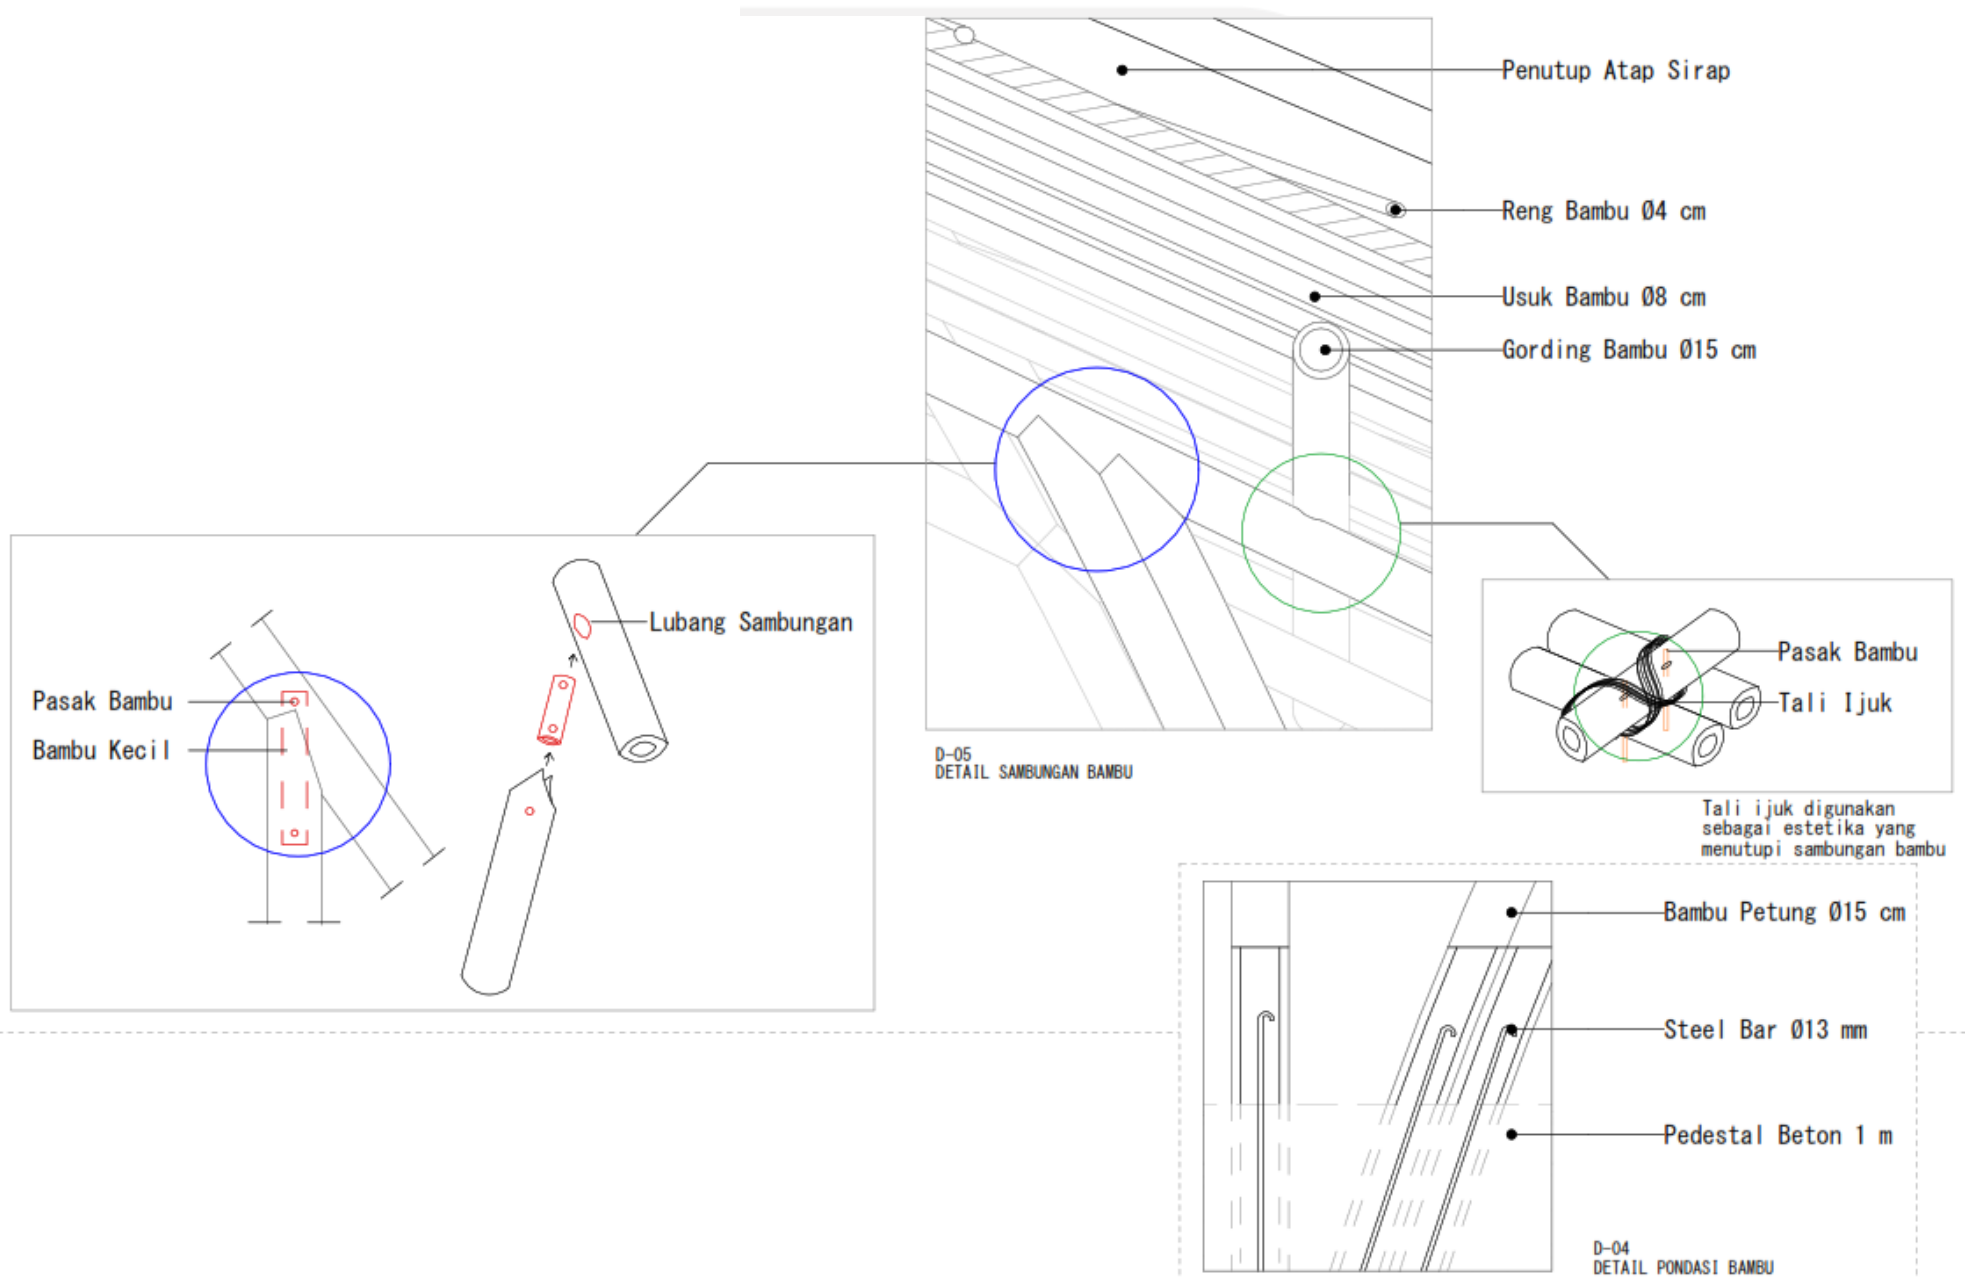 Penutup Atap Sirap
Reng Bambu Ø4 cm
Usuk Bambu Ø8 cm
Gording Bambu Ø15 cm
D-05
DETAIL SAMBUNGAN BAMBU
Lubang Sambungan
Pasak Bambu
Bambu Kecil
Pasak Bambu
Tali Ijuk
Tali ijuk digunakan
sebagai estetika yang
menutupi sambungan bambu
Bambu Petung Ø15 cm
Steel Bar Ø13 mm
Pedestal Beton 1 m
D-04
DETAIL PONDASI BAMBU